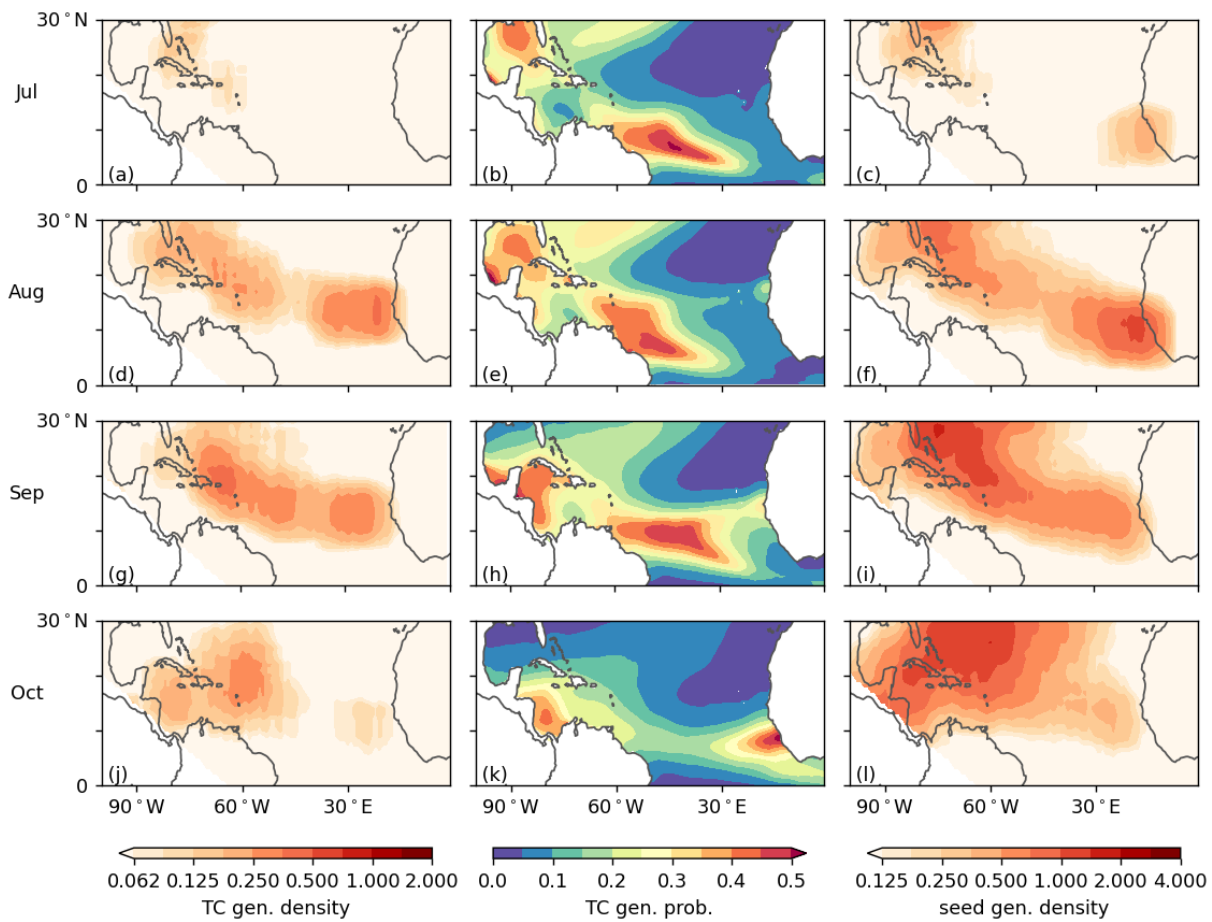 30°N
Jul
0
(a)
(b)
(c)
30°N
Aug
0
(d)
(e)
(f)
30°N
Sep
0
(g)
(h)
(i)
30°N
Oct
0
(j)
(k)
(l)
90°W 60°W 30°E
90°W 60°W 30°E
90°W 60°W 30°E
0.062 0.125 0.250 0.500 1.000 2.000
TC gen. density
0.0 0.1 0.2 0.3 0.4 0.5
TC gen. prob.
0.125 0.250 0.500 1.000 2.000 4.000
seed gen. density